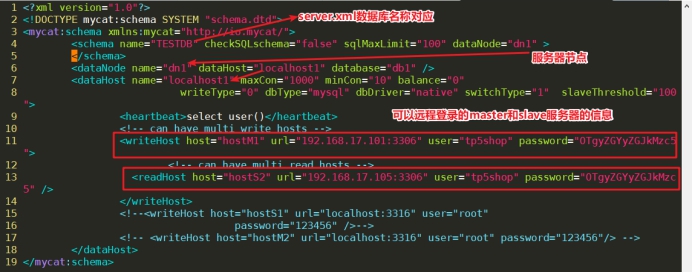 1 <?xml version="1.0"?>
2 <!DOCTYPE mycat:schema SYSTEM "schema.dtd">
server.xml数据库名称对应
3 <mycat:schema xmlns:mycat="http://io.mycat/">
4 <schema name="TESTDB" checkSQLschema="false" sqlMaxLimit="100" dataNode="dn1" >
5 </schema>
服务器节点
6 <dataNode name="dn1" dataHost="localhost1" database="db1" />
7 <dataHost name="localhost1" maxCon="1000" minCon="10" balance="0"
8 writeType="0" dbType="mysql" dbDriver="native" switchType="1" slaveThreshold="100
">
9 <heartbeat>select user()</heartbeat>
可以远程登录的master和slave服务器的信息
10 <!-- can have multi write hosts -->
11 <writeHost host="hostM1" url="192.168.17.101:3306" user="tp5shop" password="OTgyZGYyZGJkMzc5"
>
12 <!-- can have multi read hosts -->
13 <readHost host="hostS2" url="192.168.17.105:3306" user="tp5shop" password="OTgyZGYyZGJkMzc
5" />
14 </writeHost>
15 <!--<writeHost host="hostS1" url="localhost:3316" user="root"
16 password="123456" />-->
17 <!-- <writeHost host="hostM2" url="localhost:3316" user="root" password="123456"/> -->
18 </dataHost>
19 </mycat:schema>